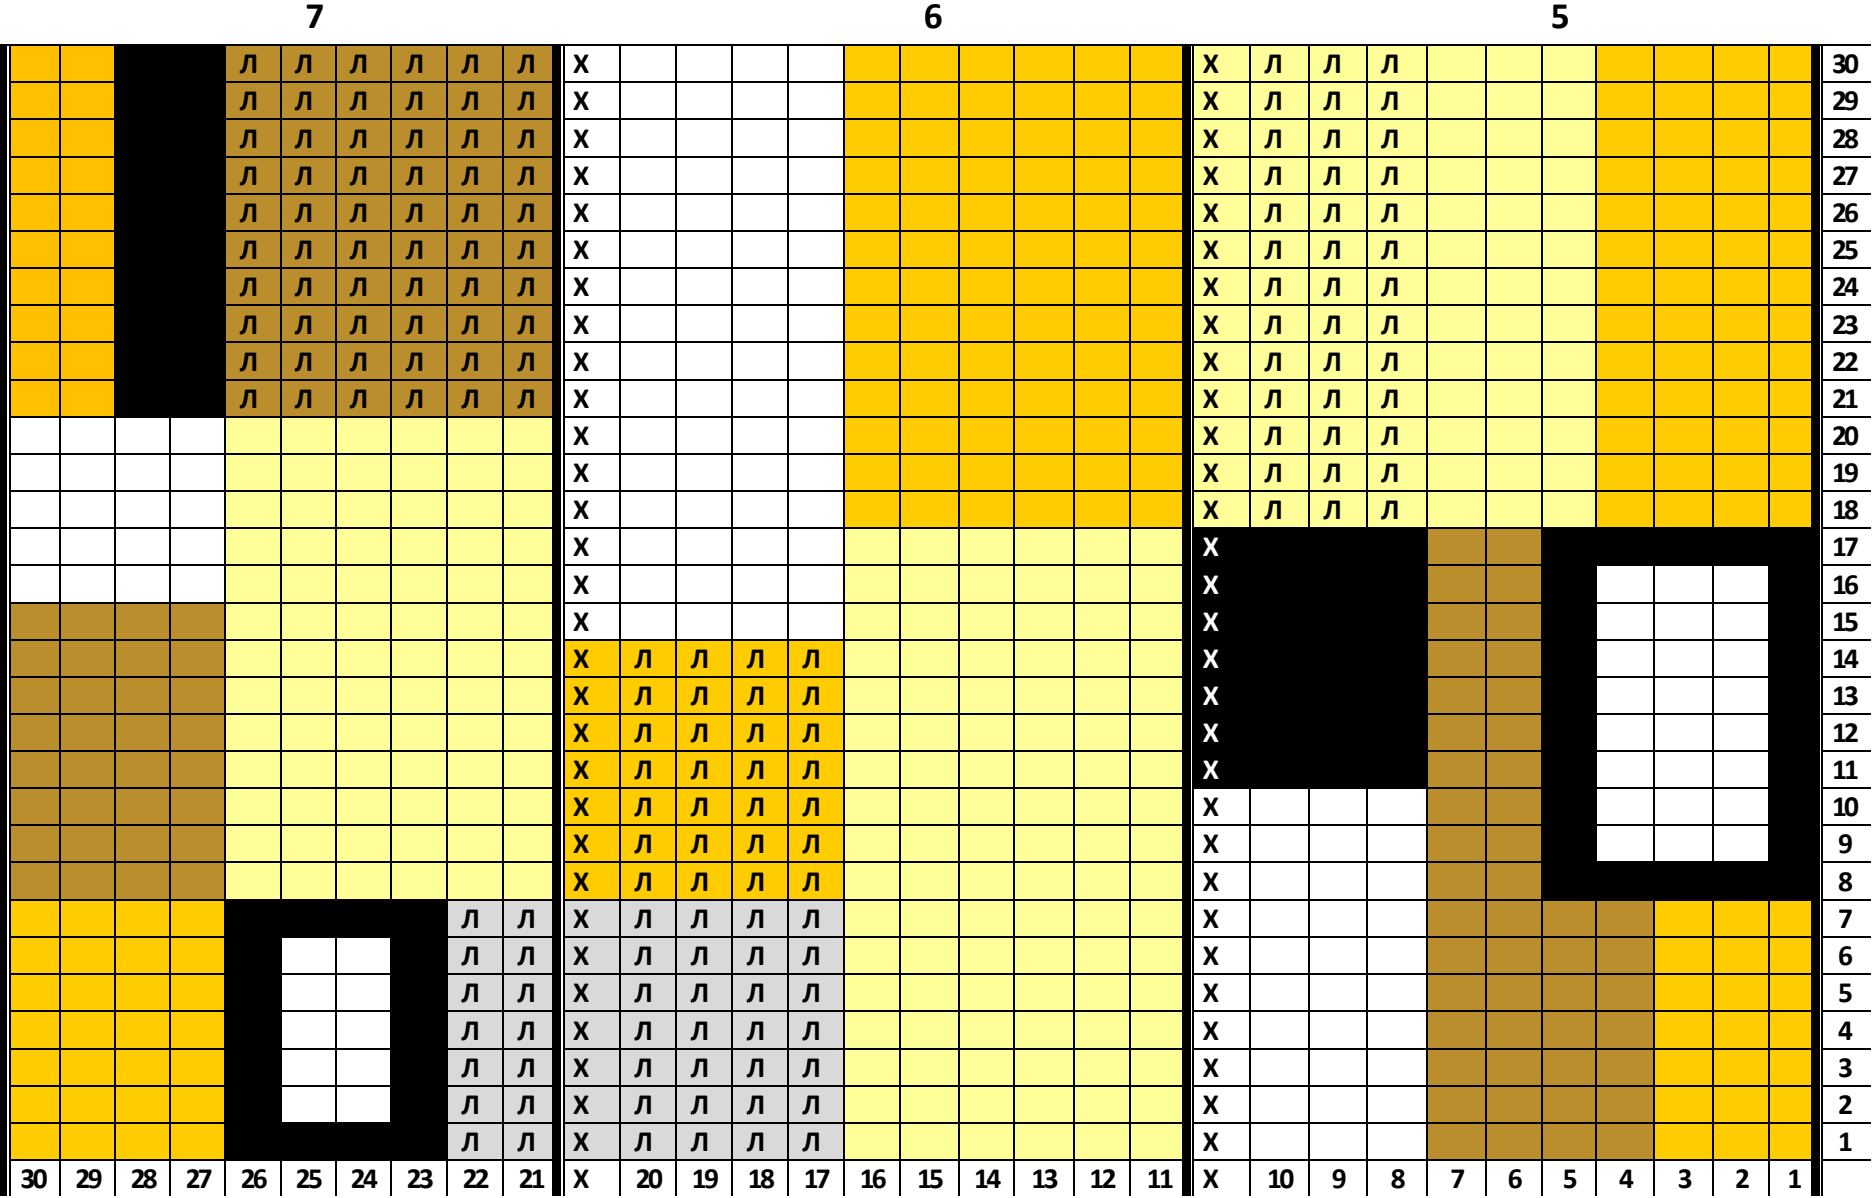 7 6 5
Л Л Л Л Л Л X X Л Л Л 30
Л Л Л Л Л Л X X Л Л Л 29
Л Л Л Л Л Л X X Л Л Л 28
Л Л Л Л Л Л X X Л Л Л 27
Л Л Л Л Л Л X X Л Л Л 26
Л Л Л Л Л Л X X Л Л Л 25
Л Л Л Л Л Л X X Л Л Л 24
Л Л Л Л Л Л X X Л Л Л 23
Л Л Л Л Л Л X X Л Л Л 22
Л Л Л Л Л Л X X Л Л Л 21
X X Л Л Л 20
X X Л Л Л 19
X X Л Л Л 18
X X 17
X X 16
X X 15
X Л Л Л Л X 14
X Л Л Л Л X 13
X Л Л Л Л X 12
X Л Л Л Л X 11
X Л Л Л Л X 10
X Л Л Л Л X 9
X Л Л Л Л X 8
Л Л X Л Л Л Л X 7
Л Л X Л Л Л Л X 6
Л Л X Л Л Л Л X 5
Л Л X Л Л Л Л X 4
Л Л X Л Л Л Л X 3
Л Л X Л Л Л Л X 2
Л Л X Л Л Л Л X 1
30 29 28 27 26 25 24 23 22 21 X 20 19 18 17 16 15 14 13 12 11 X 10 9 8 7 6 5 4 3 2 1